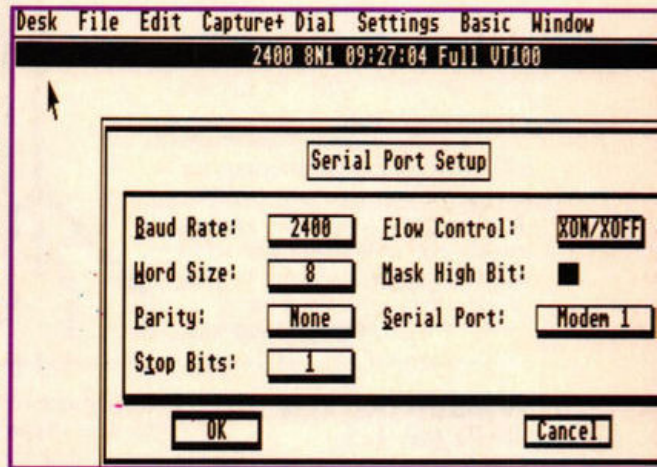 Desk File Edit Capture+ Dial Settings Basic Window
2400 8N1 09:27:04 Full VT100
Serial Port Setup
Baud Rate: 2400 Flow Control: XON/XOFF
Word Size: 8 Mask High Bit:
Parity: None Serial Port: Modem 1
Stop Bits: 1
OK Cancel